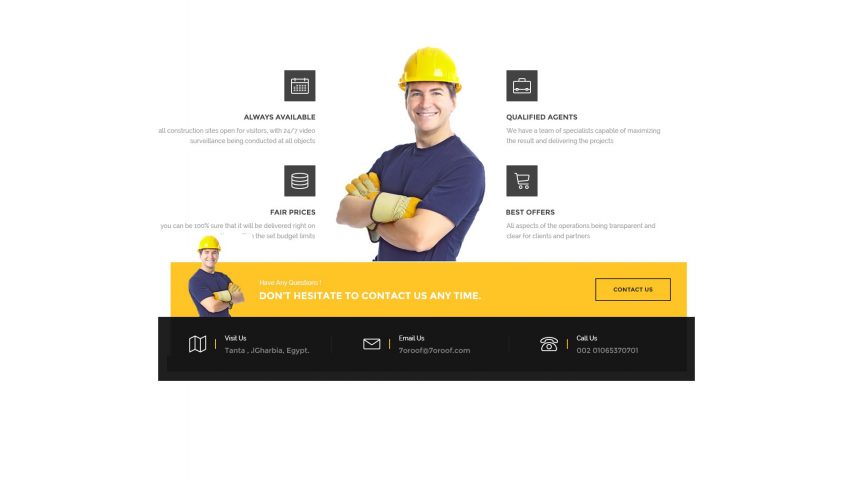 ALWAYS AVAILABLE
all construction sites open for visitors, with 24/7 video
surveillance being conducted at all objects
FAIR PRICES
you can be 100% sure that it will be delivered right on
the set budget limits
QUALIFIED AGENTS
We have a team of specialists capable of maximizing
the result and delivering the projects
BEST OFFERS
All aspects of the operations being transparent and
clear for clients and partners
Have Any Questions !
DON'T HESITATE TO CONTACT US ANY TIME.
CONTACT US
Visit Us
Tanta , .lGharbia, Egypt.
Email Us
7oroof@7oroof.com
Call Us
002 01065370701